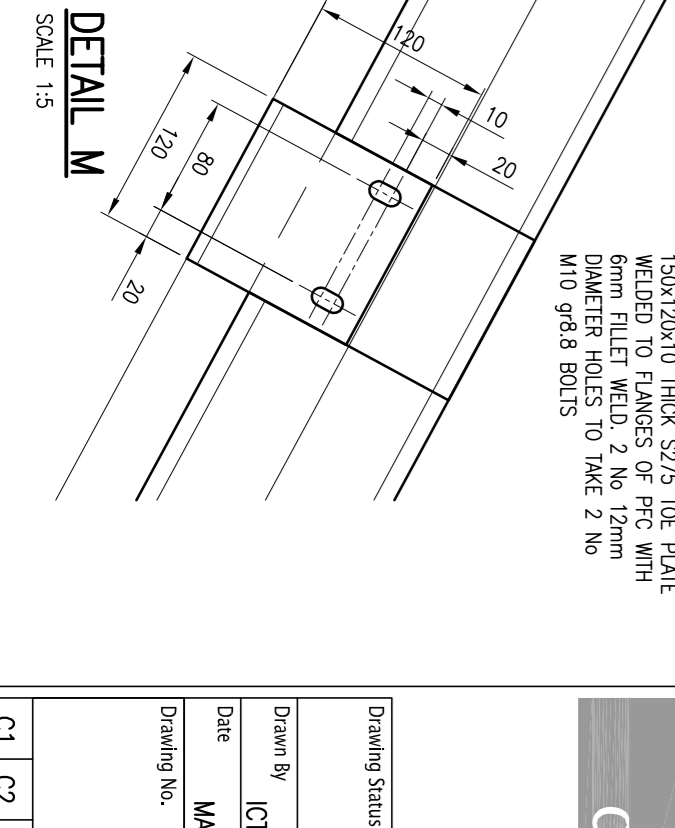 150x120x10 THICK S275 TOE PLATE
WELDED TO FLANGES OF PFC WITH
6mm FILLET WELD. 2 No 12mm
DIAMETER HOLES TO TAKE 2 No
M10 gr8.8 BOLTS
120
10
20
80
120
20
DETAIL M
SCALE 1:5
Drawing Status
Drawn By
ICT
Date
MA
Drawing No.
C1
C2